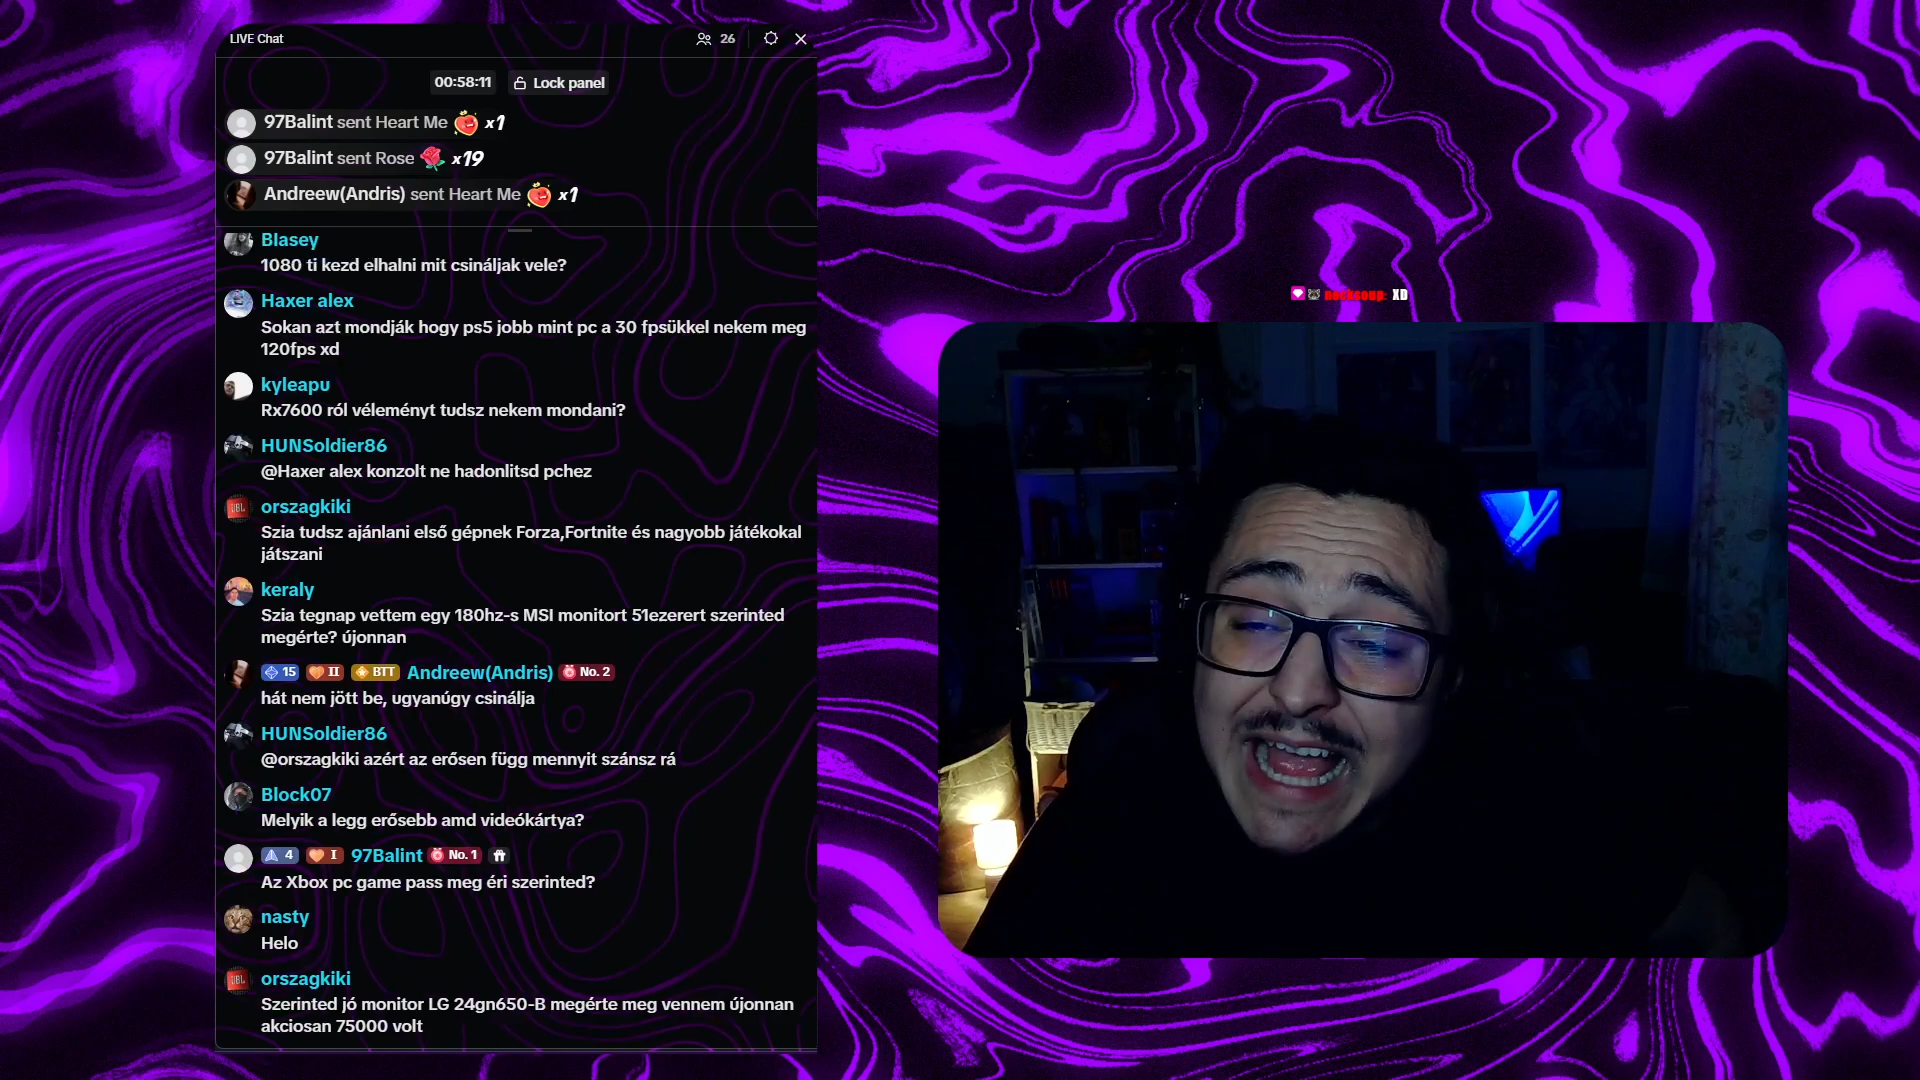 LIVE Chat
26
00:58:11
Lock panel
97Balint sent Heart Me x1
97Balint sent Rose x19
Andreew(Andris) sent Heart Me x1
Blasey
1080 ti kezd elhalni mit csináljak vele?
Haxer alex
Sokan azt mondják hogy ps5 jobb mint pc a 30 fpsükkel nekem meg
120fps xd
kyleapu
Rx7600 ról véleményt tudsz nekem mondani?
HUNSoldier86
@Haxer alex konzolt ne hadonlitsd pchez
orszagkiki
Szia tudsz ajánlani első gépnek Forza,Fortnite és nagyobb játékokal
játszani
keraly
Szia tegnap vettem egy 180hz-s MSI monitort 51ezerert szerinted
megérte? újonnan
15 II BTT Andreew(Andris) No. 2
hát nem jött be, ugyanúgy csinálja
HUNSoldier86
@orszagkiki azért az erősen függ mennyit szánsz rá
Block07
Melyik a legg erősebb amd videókártya?
4 I 97Balint No. 1
Az Xbox pc game pass meg éri szerinted?
nasty
Helo
orszagkiki
Szerinted jó monitor LG 24gn650-B megérte meg vennem újonnan
akciosan 75000 volt
necksoup: XD